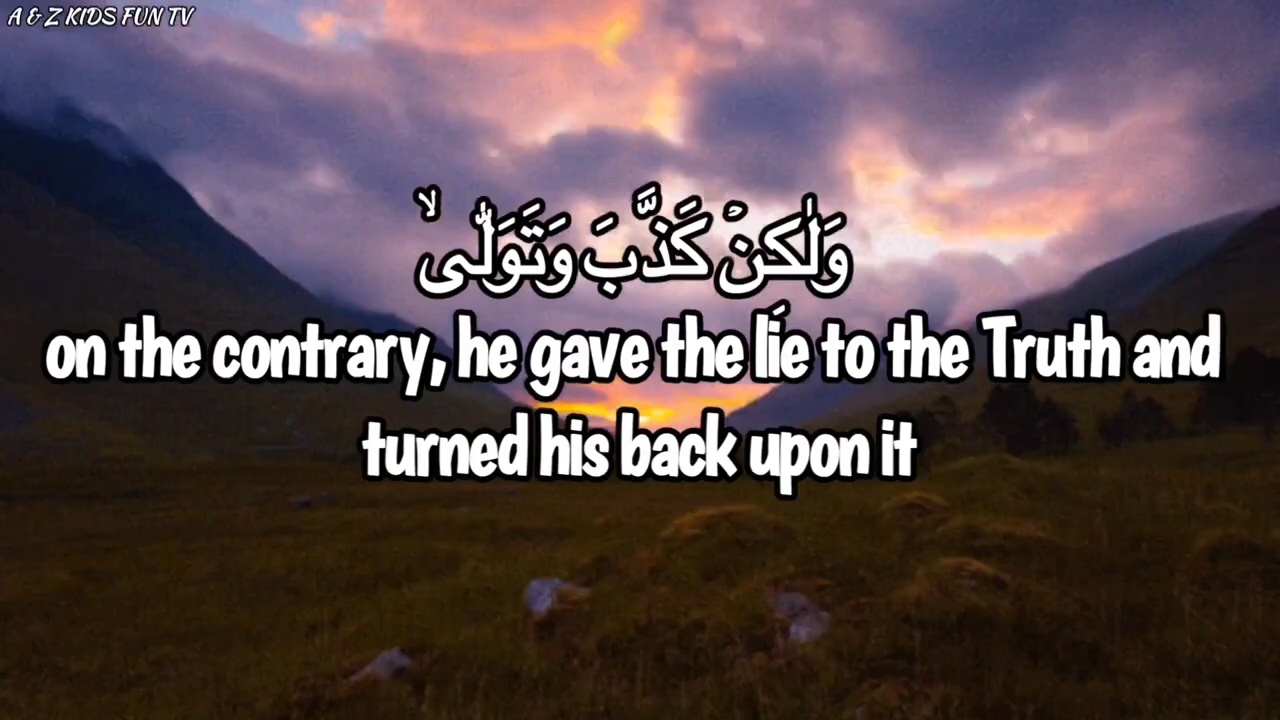 A & Z KIDS FUN TV
وَلٰكِنۡ كَذَّبَ وَتَوَلّٰىۙ
on the contrary, he gave the lie to the Truth and
turned his back upon it